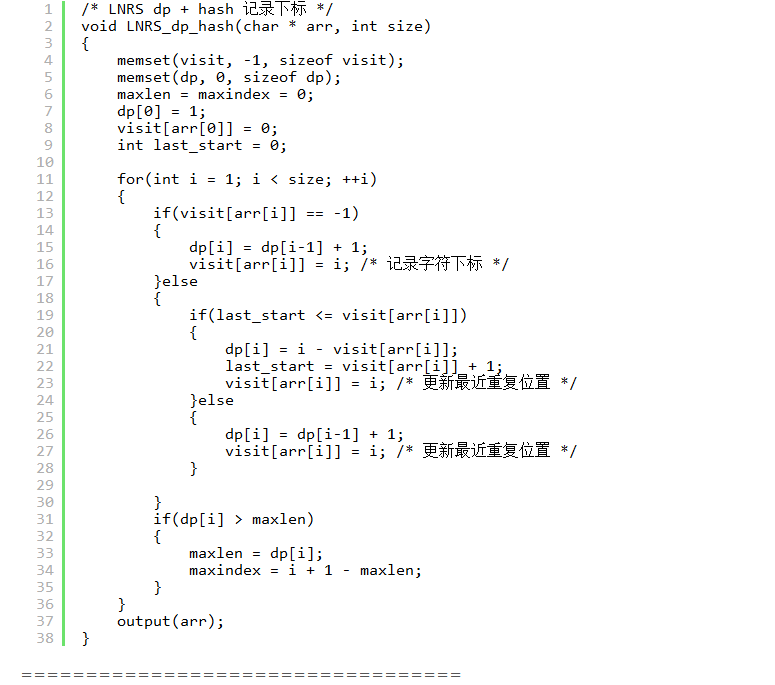 1 /* LNRS dp + hash 记录下标 */
2 void LNRS_dp_hash(char * arr, int size)
3 {
4     memset(visit, -1, sizeof visit);
5     memset(dp, 0, sizeof dp);
6     maxlen = maxindex = 0;
7     dp[0] = 1;
8     visit[arr[0]] = 0;
9     int last_start = 0;
10
11     for(int i = 1; i < size; ++i)
12     {
13         if(visit[arr[i]] == -1)
14         {
15             dp[i] = dp[i-1] + 1;
16             visit[arr[i]] = i; /* 记录字符下标 */
17         }else
18         {
19             if(last_start <= visit[arr[i]])
20             {
21                 dp[i] = i - visit[arr[i]];
22                 last_start = visit[arr[i]] + 1;
23                 visit[arr[i]] = i; /* 更新最近重复位置 */
24             }else
25             {
26                 dp[i] = dp[i-1] + 1;
27                 visit[arr[i]] = i; /* 更新最近重复位置 */
28             }
29
30         }
31         if(dp[i] > maxlen)
32         {
33             maxlen = dp[i];
34             maxindex = i + 1 - maxlen;
35         }
36     }
37     output(arr);
38 }
==================================